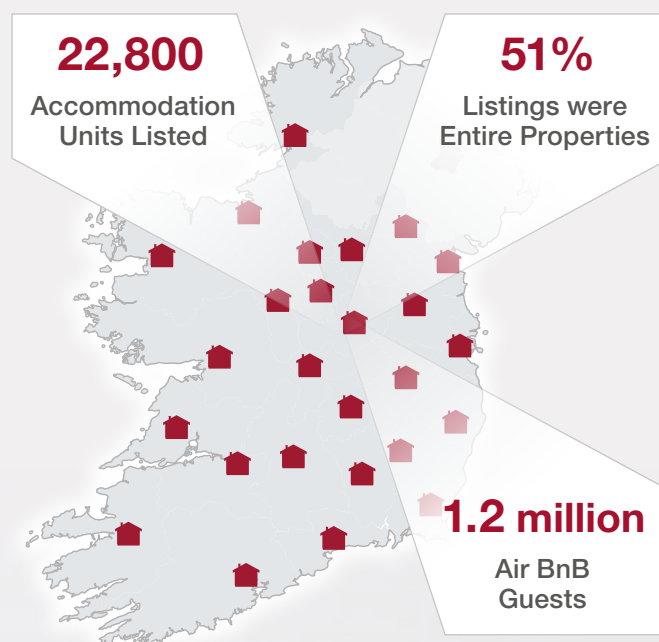 22,800
Accommodation
Units Listed
51%
Listings were
Entire Properties
1.2 million
Air BnB
Guests